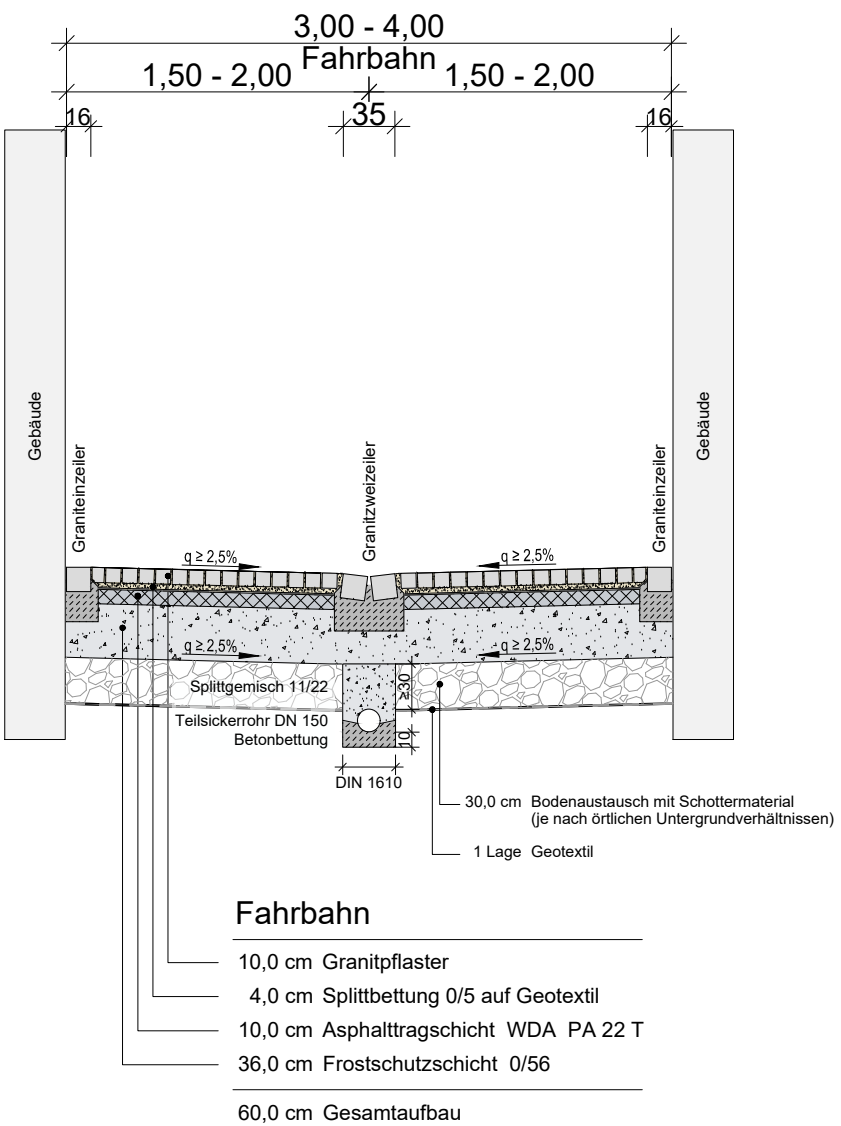 3,00 - 4,00
Fahrbahn
1,50 - 2,00
1,50 - 2,00
16
35
16
Gebäude
Graniteinzeiler
Granitzweizeiler
Graniteinzeiler
Gebäude
q ≥ 2,5%
q ≥ 2,5%
q ≥ 2,5%
q ≥ 2,5%
Splittgemisch 11/22
≥30
Teilsickerrohr DN 150
Betonbettung
10
DIN 1610
30,0 cm Bodenaustausch mit Schottermaterial
(je nach örtlichen Untergrundverhältnissen)
1 Lage Geotextil
Fahrbahn
10,0 cm Granitpflaster
4,0 cm Splittbettung 0/5 auf Geotextil
10,0 cm Asphalttragschicht WDA PA 22 T
36,0 cm Frostschutzschicht 0/56
60,0 cm Gesamtaufbau